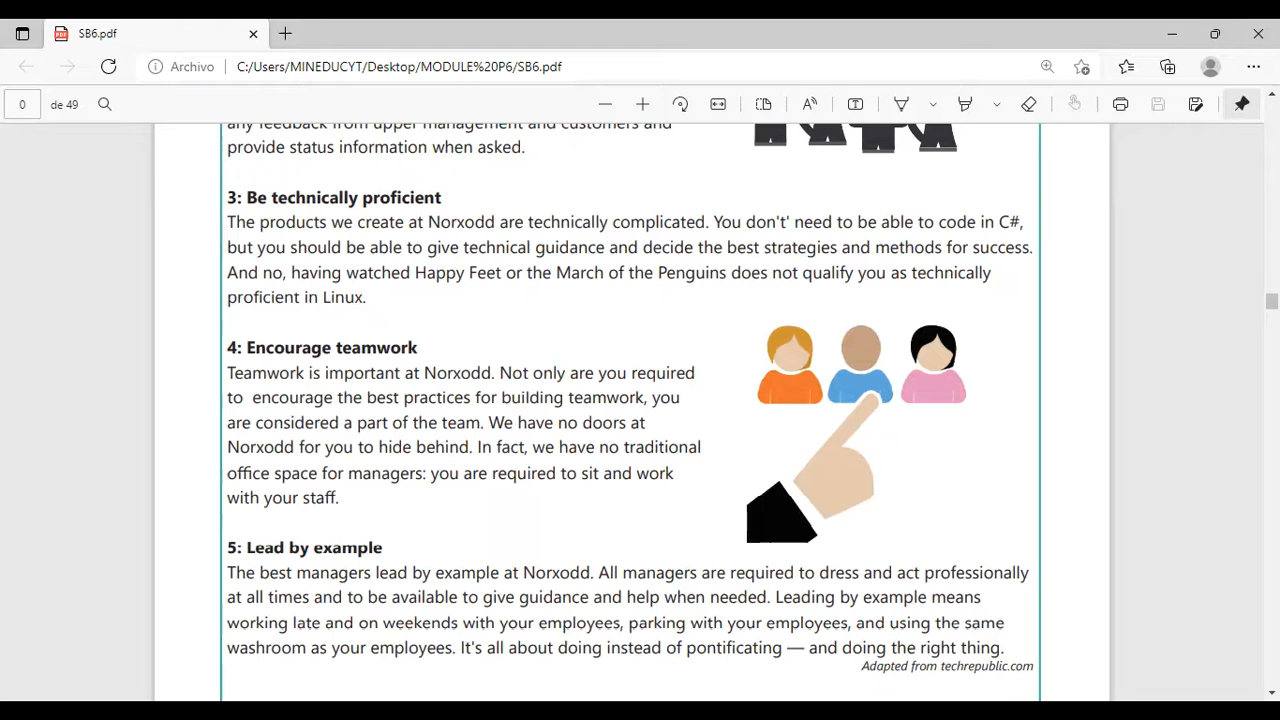 SB6.pdf
Archivo
C:/Users/MINEDUCYT/Desktop/MODULE%20P6/SB6.pdf
0 de 49
any feedback from upper management and customers and
provide status information when asked.
3: Be technically proficient
The products we create at Norxodd are technically complicated. You don't' need to be able to code in C#,
but you should be able to give technical guidance and decide the best strategies and methods for success.
And no, having watched Happy Feet or the March of the Penguins does not qualify you as technically
proficient in Linux.
4: Encourage teamwork
Teamwork is important at Norxodd. Not only are you required
to  encourage the best practices for building teamwork, you
are considered a part of the team. We have no doors at
Norxodd for you to hide behind. In fact, we have no traditional
office space for managers: you are required to sit and work
with your staff.
5: Lead by example
The best managers lead by example at Norxodd. All managers are required to dress and act professionally
at all times and to be available to give guidance and help when needed. Leading by example means
working late and on weekends with your employees, parking with your employees, and using the same
washroom as your employees. It's all about doing instead of pontificating — and doing the right thing.
Adapted from techrepublic.com